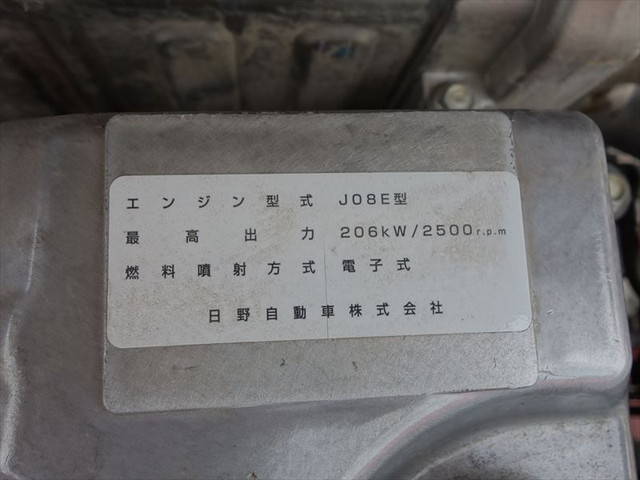 エンジン型式 J08E型
最高出力 206kW/2500r.p.m
燃料噴射方式 電子式
日野自動車株式会社